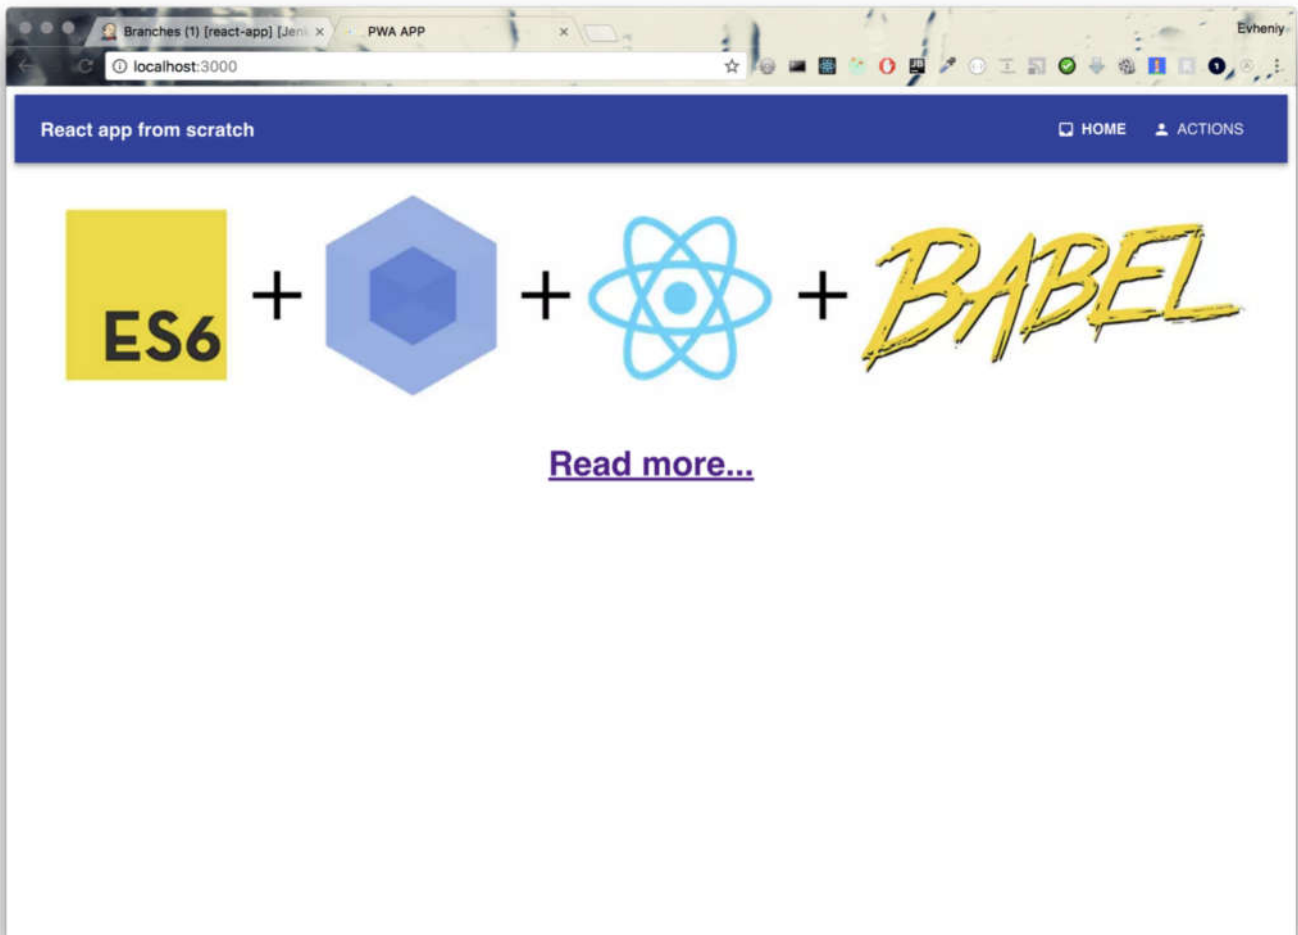 Branches (1) [react-app] [Jen
PWA APP
Evheniy
localhost:3000
React app from scratch
HOME
ACTIONS
ES6 + + + BABEL
Read more...